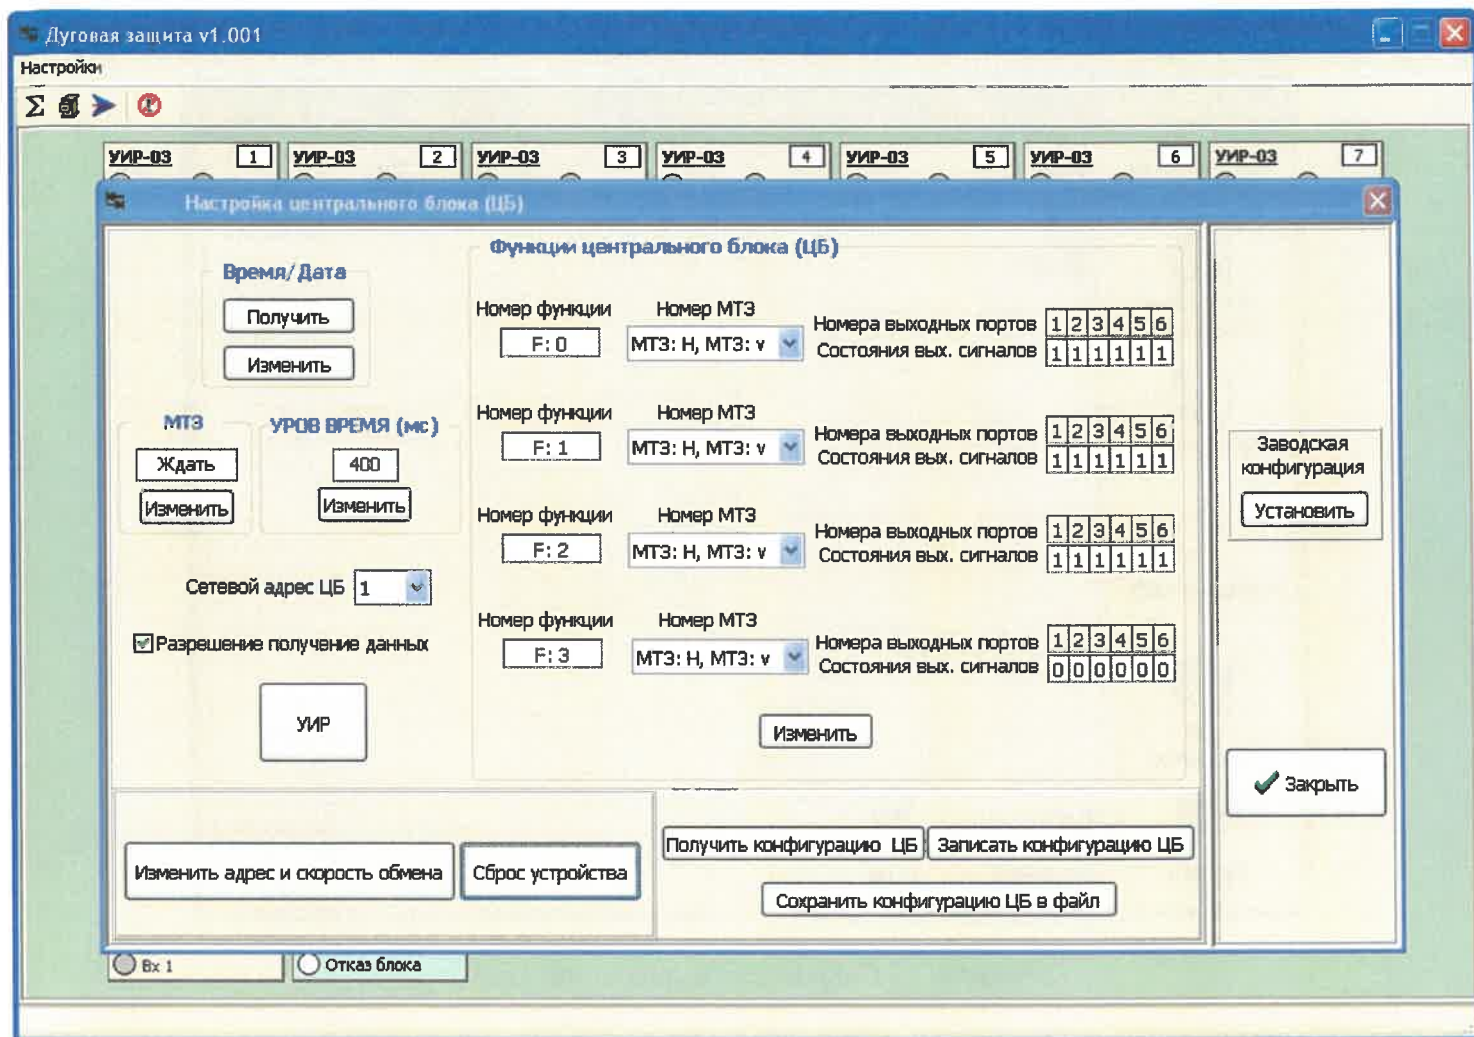 Дуговая защита v1.001
Настройки
УИР-03 1 УИР-03 2 УИР-03 3 УИР-03 4 УИР-03 5 УИР-03 6 УИР-03 7
Настройка центрального блока (ЦБ)
Время/Дата
Получить
Изменить
МТЗ
Ждать
Изменить
УРОВ ВРЕМЯ (мс)
400
Изменить
Сетевой адрес ЦБ 1
Разрешение получение данных
УИР
Функции центрального блока (ЦБ)
Номер функции Номер МТЗ
F: 0 МТЗ: Н, МТЗ: v
Номера выходных портов 1 2 3 4 5 6
Состояния вых. сигналов 1 1 1 1 1 1
Номер функции Номер МТЗ
F: 1 МТЗ: Н, МТЗ: v
Номера выходных портов 1 2 3 4 5 6
Состояния вых. сигналов 1 1 1 1 1 1
Номер функции Номер МТЗ
F: 2 МТЗ: Н, МТЗ: v
Номера выходных портов 1 2 3 4 5 6
Состояния вых. сигналов 1 1 1 1 1 1
Номер функции Номер МТЗ
F: 3 МТЗ: Н, МТЗ: v
Номера выходных портов 1 2 3 4 5 6
Состояния вых. сигналов 0 0 0 0 0 0
Изменить
Заводская
конфигурация
Установить
Закрыть
Изменить адрес и скорость обмена
Сброс устройства
Получить конфигурацию ЦБ
Записать конфигурацию ЦБ
Сохранить конфигурацию ЦБ в файл
Вх 1
Отказ блока